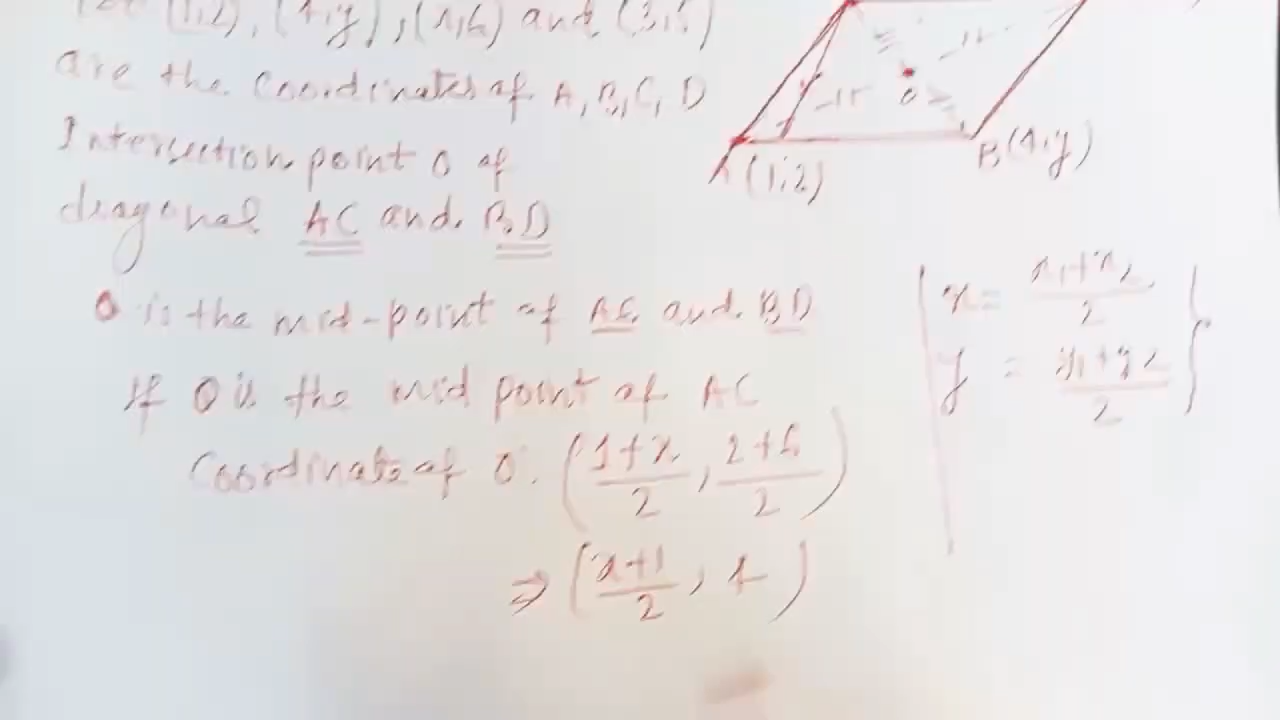 Let (1,2), (4,y), (x,6) and (3,5)
are the coordinates of A, B, C, D
Intersection point O of
diagonal AC and BD
O is the mid-point of AC and BD
If O is the mid point of AC
Coordinate of O: (1+x/2, 2+6/2)
⇒ (x+1/2, 4)
O
A (1,2)
B (4,y)
x = x1+x2/2
y = y1+y2/2